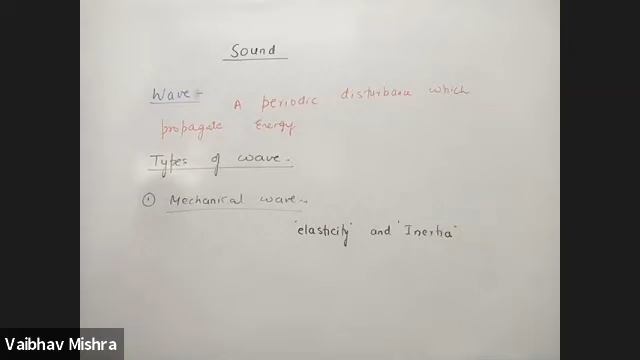 Sound
Wave :-
A periodic disturbance which
propagate Energy
Types of wave -
① Mechanical wave -
"elasticity" and "Inertia"
Vaibhav Mishra